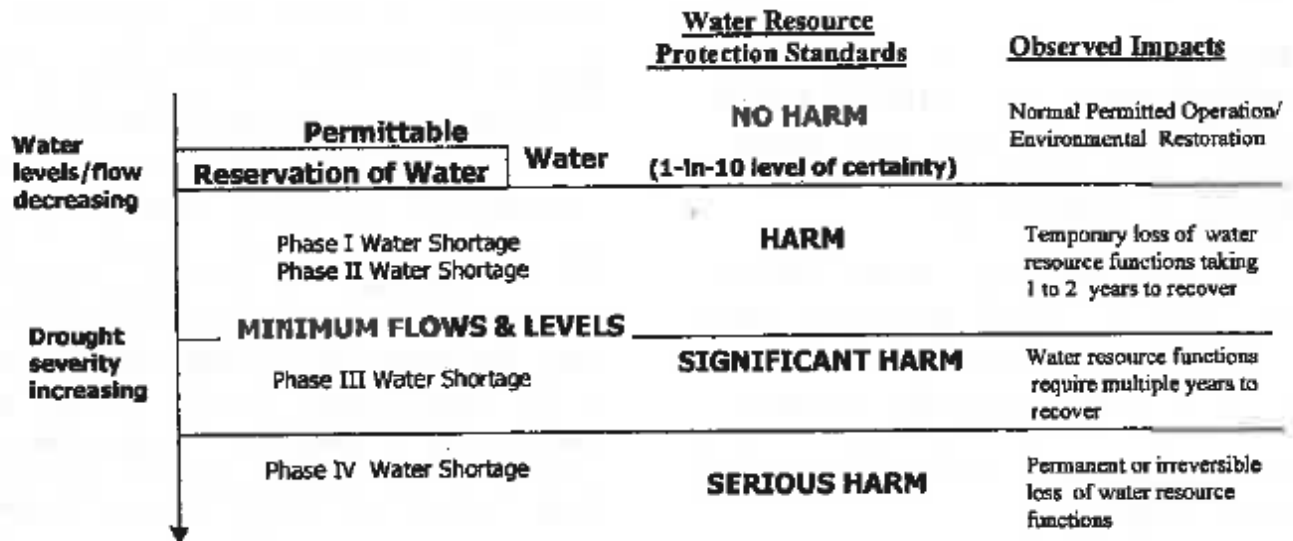 Water Resource
Protection Standards
Observed Impacts
Water
levels/flow
decreasing
Permittable
Reservation of Water
Water
NO HARM
(1-in-10 level of certainty)
Normal Permitted Operation/
Environmental Restoration
Phase I Water Shortage
Phase II Water Shortage
HARM
Temporary loss of water
resource functions taking
1 to 2 years to recover
MINIMUM FLOWS & LEVELS
Drought
severity
increasing
Phase III Water Shortage
SIGNIFICANT HARM
Water resource functions
require multiple years to
recover
Phase IV Water Shortage
SERIOUS HARM
Permanent or irreversible
loss of water resource
functions